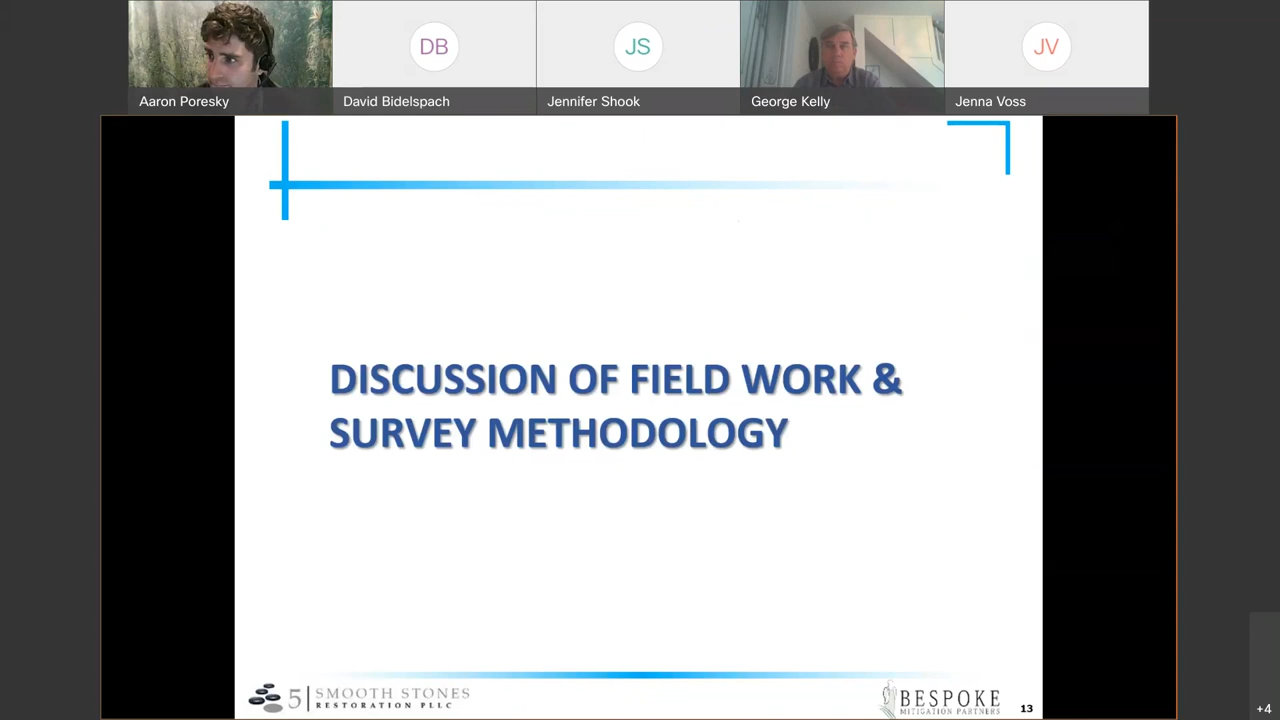 DB
JS
JV
Aaron Poresky
David Bidelspach
Jennifer Shook
George Kelly
Jenna Voss
DISCUSSION OF FIELD WORK &
SURVEY METHODOLOGY
5 SMOOTH STONES
RESTORATION PLLC
BESPOKE
MITIGATION PARTNERS
13
+4